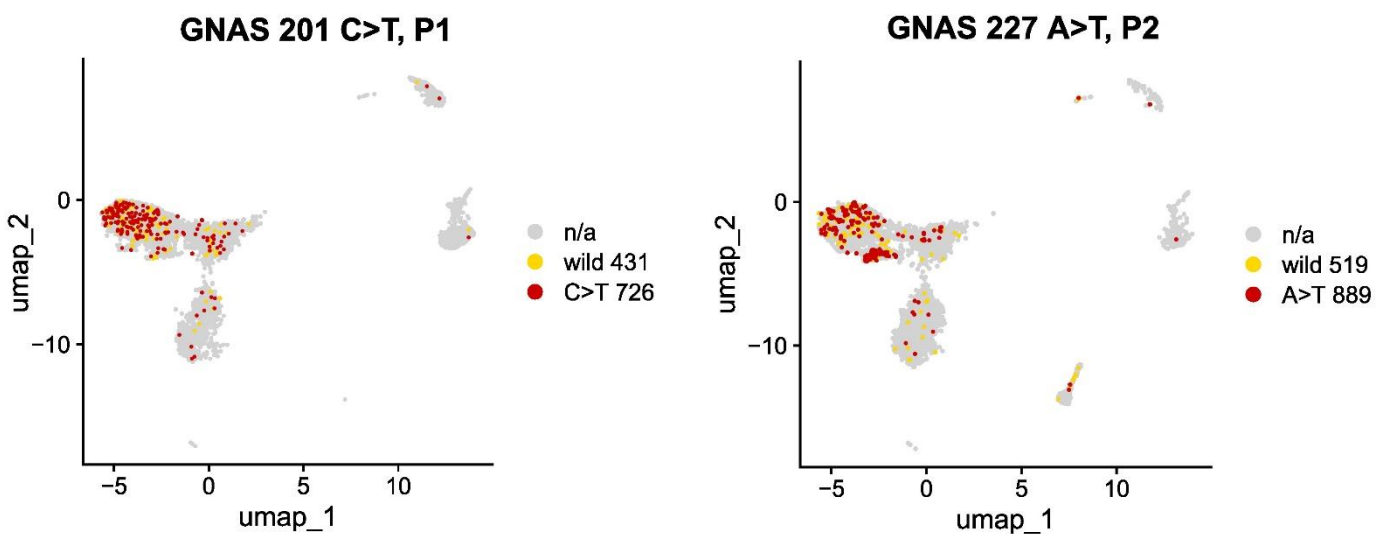 GNAS 201 C>T, P1
umap_2
0
−10
−5
0
5
10
umap_1
n/a
wild 431
C>T 726
GNAS 227 A>T, P2
umap_2
0
−10
−5
0
5
10
umap_1
n/a
wild 519
A>T 889